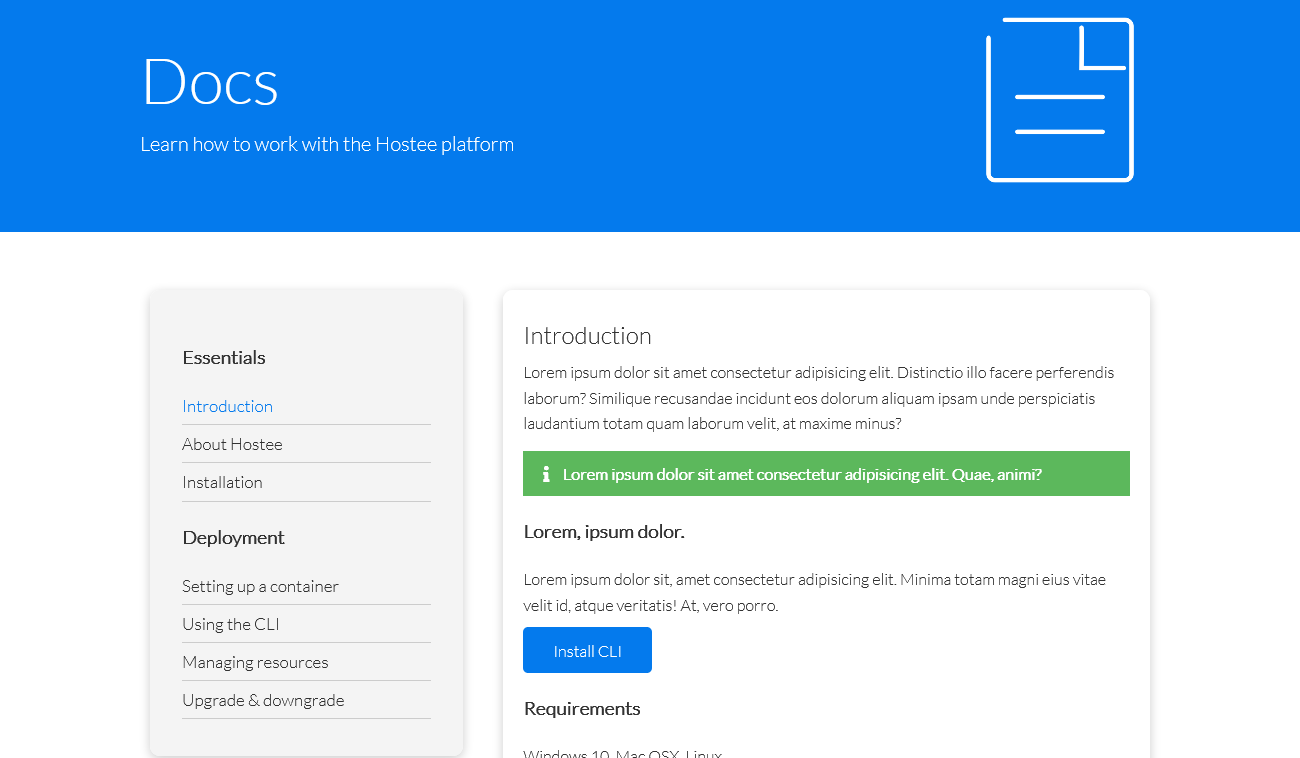 Docs
Learn how to work with the Hostee platform
Essentials
Introduction
About Hostee
Installation
Deployment
Setting up a container
Using the CLI
Managing resources
Upgrade & downgrade
Introduction
Lorem ipsum dolor sit amet consectetur adipisicing elit. Distinctio illo facere perferendis
laborum? Similique recusandae incidunt eos dolorum aliquam ipsam unde perspiciatis
laudantium totam quam laborum velit, at maxime minus?
Lorem ipsum dolor sit amet consectetur adipisicing elit. Quae, animi?
Lorem, ipsum dolor.
Lorem ipsum dolor sit, amet consectetur adipisicing elit. Minima totam magni eius vitae
velit id, atque veritatis! At, vero porro.
Install CLI
Requirements
Windows 10, Mac OSX, Linux